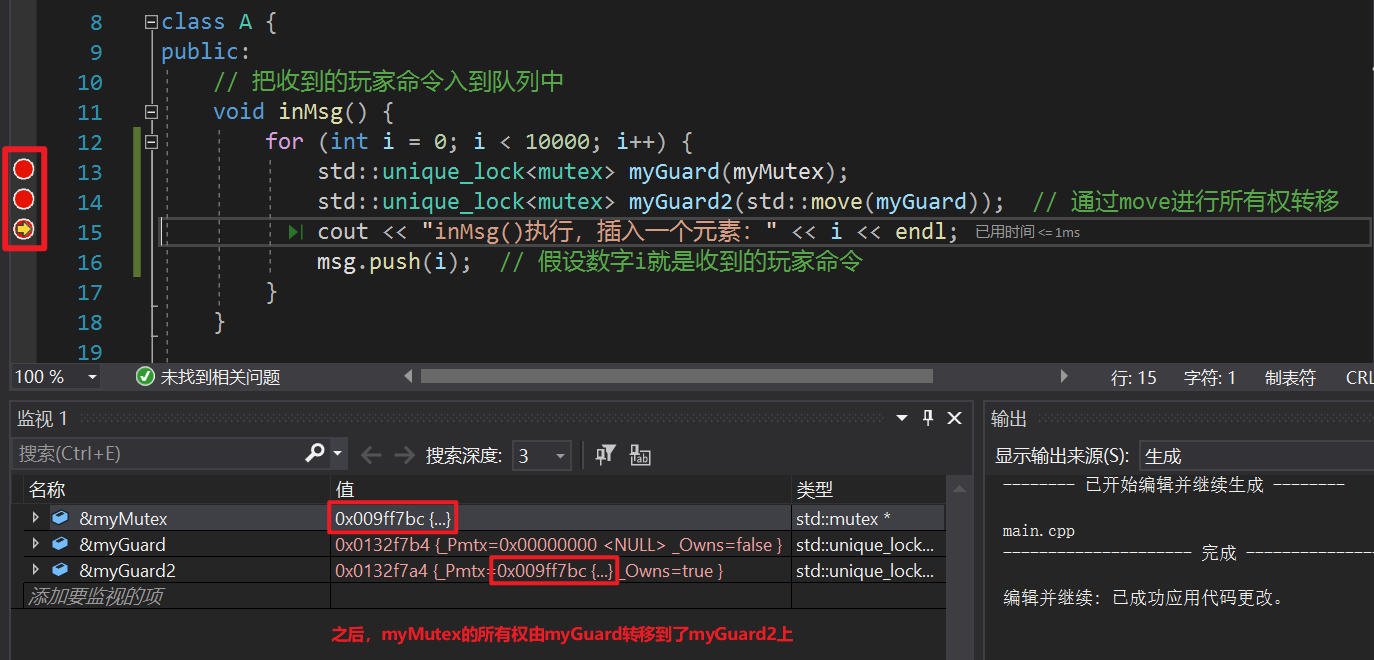 8 class A {
9 public:
10 // 把收到的玩家命令入到队列中
11 void inMsg() {
12 for (int i = 0; i < 10000; i++) {
13 std::unique_lock<mutex> myGuard(myMutex);
14 std::unique_lock<mutex> myGuard2(std::move(myGuard)); // 通过move进行所有权转移
15 cout << "inMsg()执行，插入一个元素：" << i << endl; 已用时间 <= 1ms
16 msg.push(i); // 假设数字i就是收到的玩家命令
17 }
18 }
19
100 % 未找到相关问题 行: 15 字符: 1 制表符 CRL
监视 1
搜索(Ctrl+E) 搜索深度: 3
名称 值 类型
&myMutex 0x009ff7bc {...} std::mutex *
&myGuard 0x0132f7b4 {_Pmtx=0x00000000 <NULL> _Owns=false } std::unique_lock...
&myGuard2 0x0132f7a4 {_Pmtx=0x009ff7bc {...} _Owns=true } std::unique_lock...
添加要监视的项
之后，myMutex的所有权由myGuard转移到了myGuard2上
输出
显示输出来源(S): 生成
-------- 已开始编辑并继续生成 --------
main.cpp
--------------------- 完成 ---------------
编辑并继续: 已成功应用代码更改。